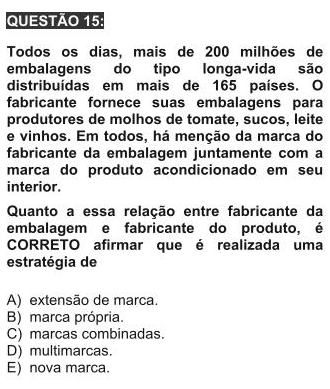 QUESTÃO 15:
Todos os dias, mais de 200 milhões de
embalagens do tipo longa-vida são
distribuídas em mais de 165 países. O
fabricante fornece suas embalagens para
produtores de molhos de tomate, sucos, leite
e vinhos. Em todos, há menção da marca do
fabricante da embalagem juntamente com a
marca do produto acondicionado em seu
interior.
Quanto a essa relação entre fabricante da
embalagem e fabricante do produto, é
CORRETO afirmar que é realizada uma
estratégia de
A) extensão de marca.
B) marca própria.
C) marcas combinadas.
D) multimarcas.
E) nova marca.